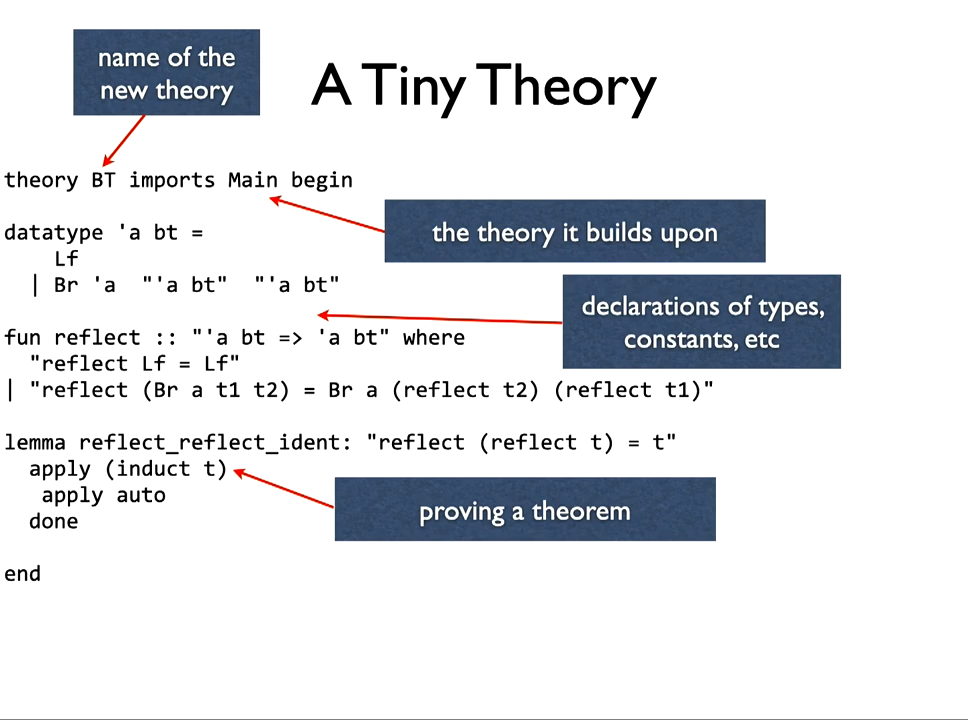 name of the
new theory
A Tiny Theory
theory BT imports Main begin
the theory it builds upon
datatype 'a bt =
    Lf
  | Br 'a  "'a bt"  "'a bt"
declarations of types,
constants, etc
fun reflect :: "'a bt => 'a bt" where
  "reflect Lf = Lf"
| "reflect (Br a t1 t2) = Br a (reflect t2) (reflect t1)"
lemma reflect_reflect_ident: "reflect (reflect t) = t"
  apply (induct t)
   apply auto
  done
proving a theorem
end